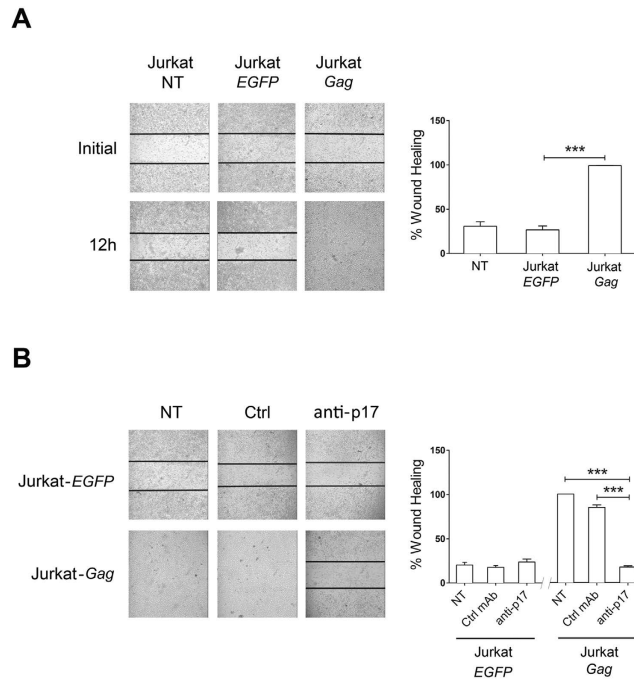 A
Jurkat NT
Jurkat EGFP
Jurkat Gag
Initial
12h
% Wound Healing
150
100
50
0
***
NT
Jurkat EGFP
Jurkat Gag
B
NT Ctrl anti-p17
Jurkat-EGFP
Jurkat-Gag
% Wound Healing
150
100
50
0
***
***
NT
Ctrl mAb
anti-p17
NT
Ctrl mAb
anti-p17
Jurkat EGFP
Jurkat Gag